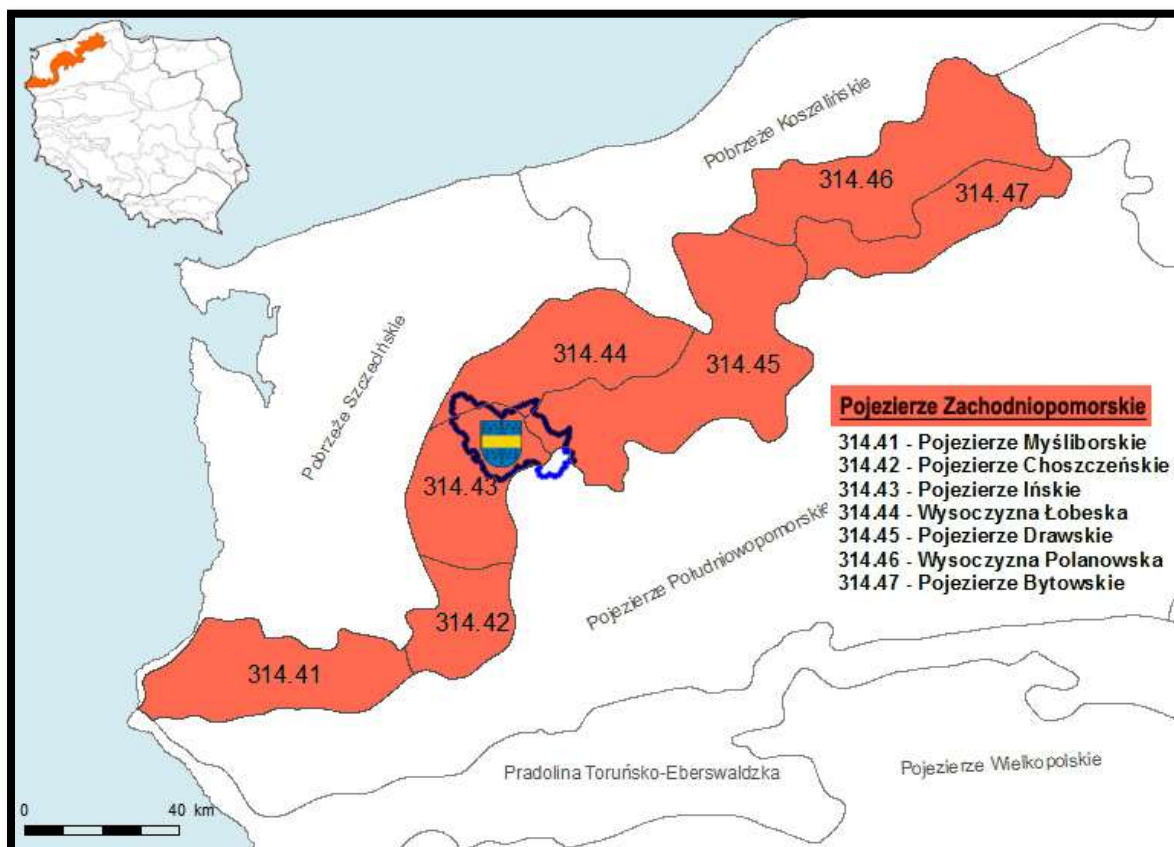 Pobrzeże Koszalińskie
314.46
314.47
Pobrzeże Szczecińskie
314.44
314.45
Pojezierze Zachodniopomorskie
314.41 - Pojezierze Myśliborskie
314.42 - Pojezierze Choszczeńskie
314.43 - Pojezierze Ińskie
314.44 - Wysoczyzna Łobeska
314.45 - Pojezierze Drawskie
314.46 - Wysoczyzna Polanowska
314.47 - Pojezierze Bytowskie
314.43
Pojezierze Południowopomorskie
314.42
314.41
Pradolina Toruńsko-Eberswaldzka
Pojezierze Wielkopolskie
0 40 km